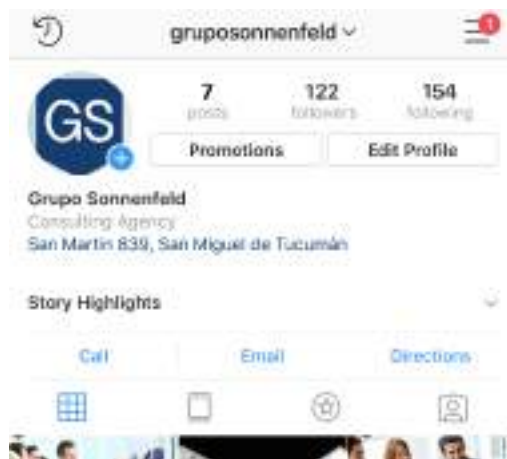 gruposonnenfeld
1
GS
7 122 154
posts followers following
Promotions Edit Profile
Grupo Sonnenfeld
Consulting Agency
San Martin 839, San Miguel de Tucumán
Story Highlights
Call Email Directions